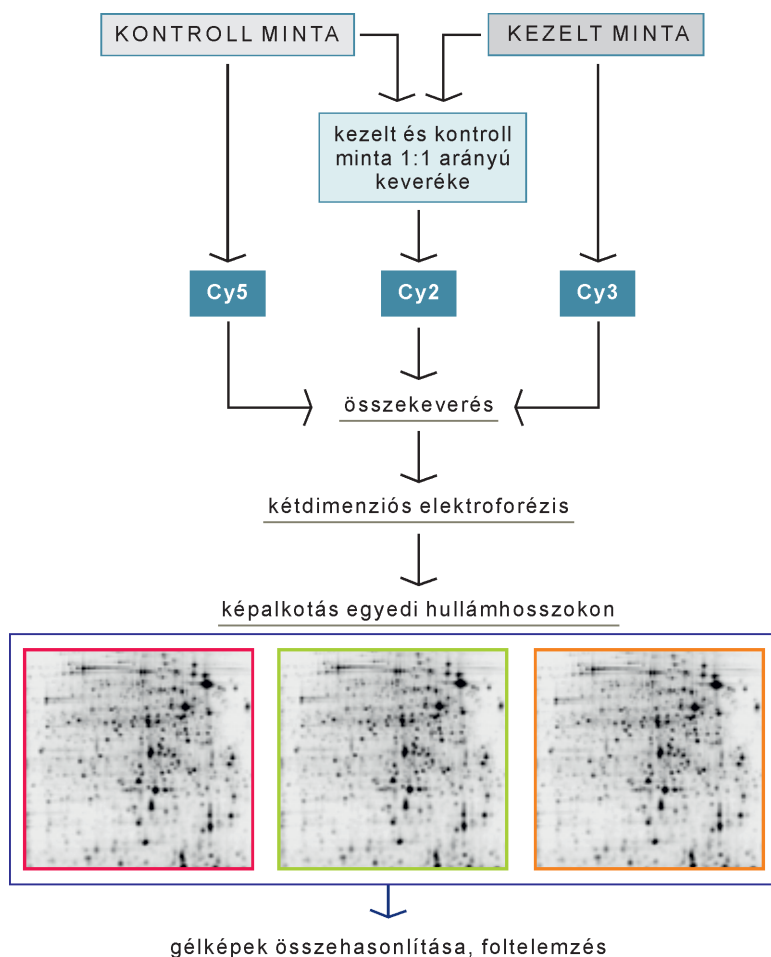 KONTROLL MINTA
KEZELT MINTA
kezelt és kontroll
minta 1:1 arányú
keveréke
Cy5
Cy2
Cy3
összekeverés
kétdimenziós elektroforézis
képalkotás egyedi hullámhosszokon
gélképek összehasonlítása, foltelemzés